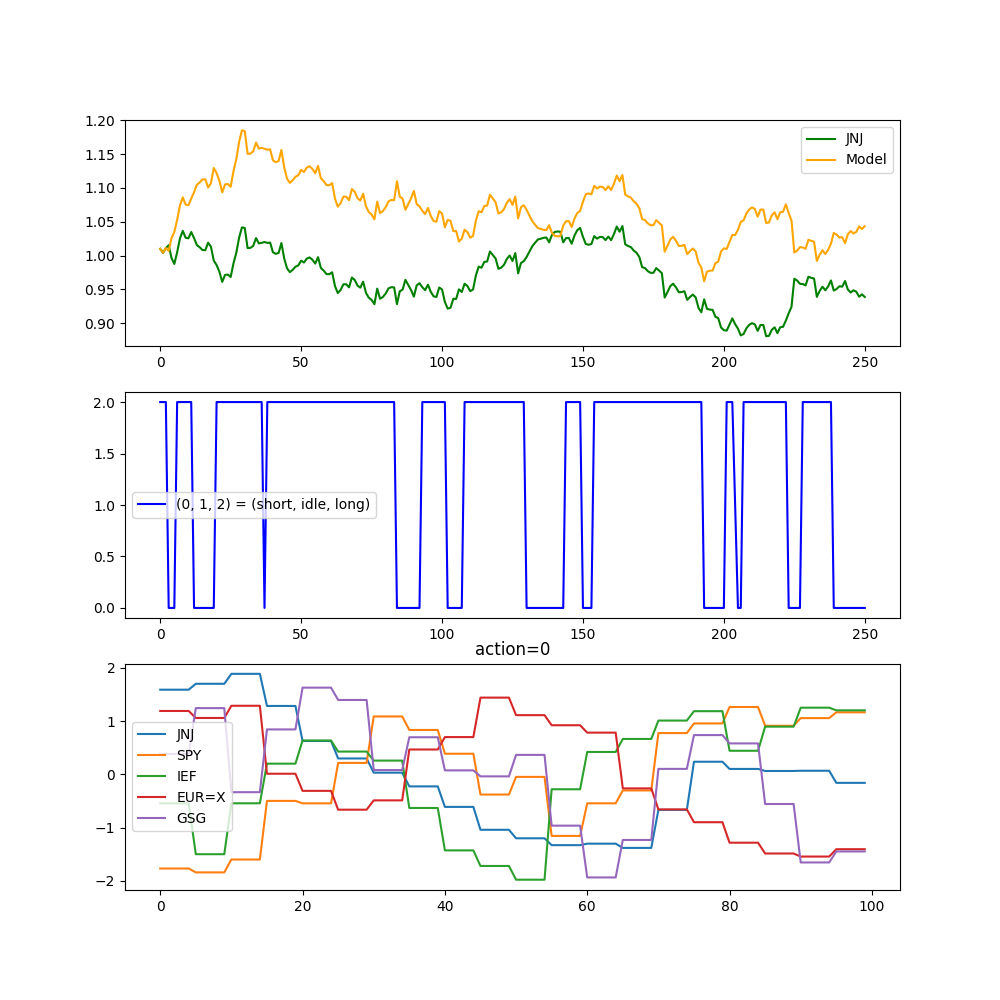 1.20
1.15
1.10
1.05
1.00
0.95
0.90
JNJ
Model
0 50 100 150 200 250
2.0
1.5
1.0
0.5
0.0
(0, 1, 2) = (short, idle, long)
0 50 100 150 200 250
action=0
2
1
0
−1
−2
JNJ
SPY
IEF
EUR=X
GSG
0 20 40 60 80 100